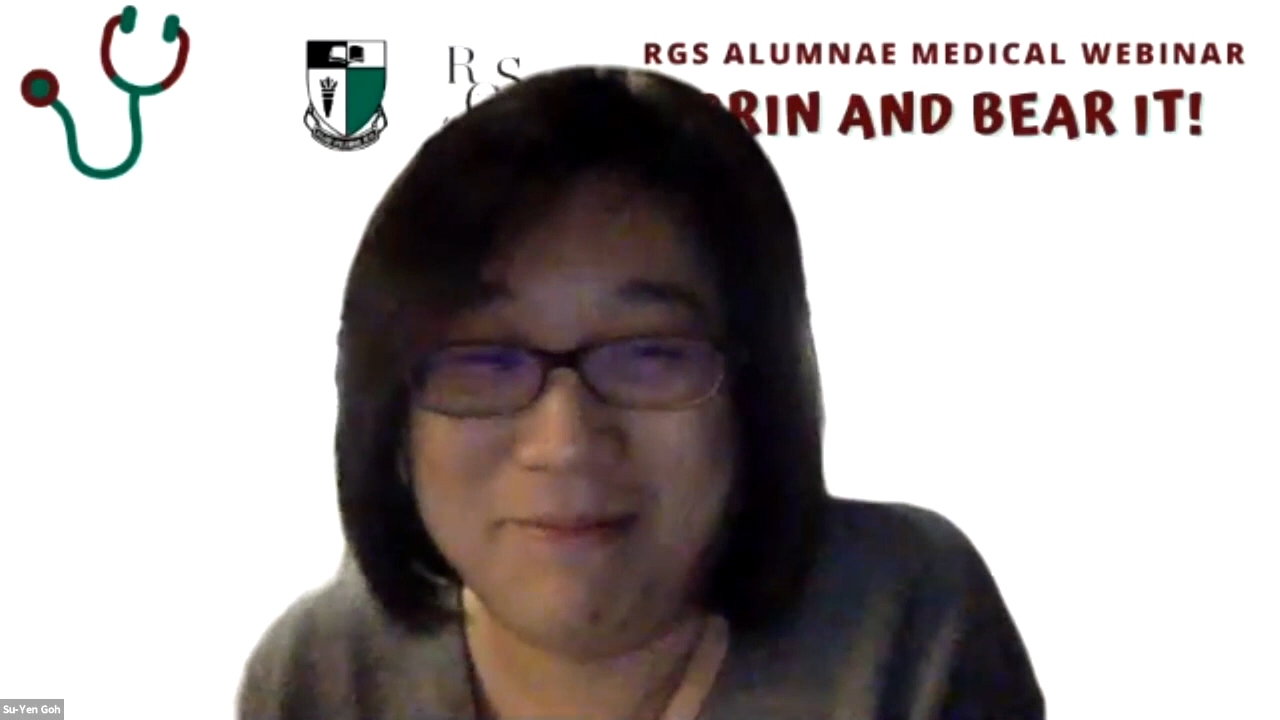 RGS ALUMNAE MEDICAL WEBINAR
RIN AND BEAR IT!
R
G
S
Su-Yen Goh